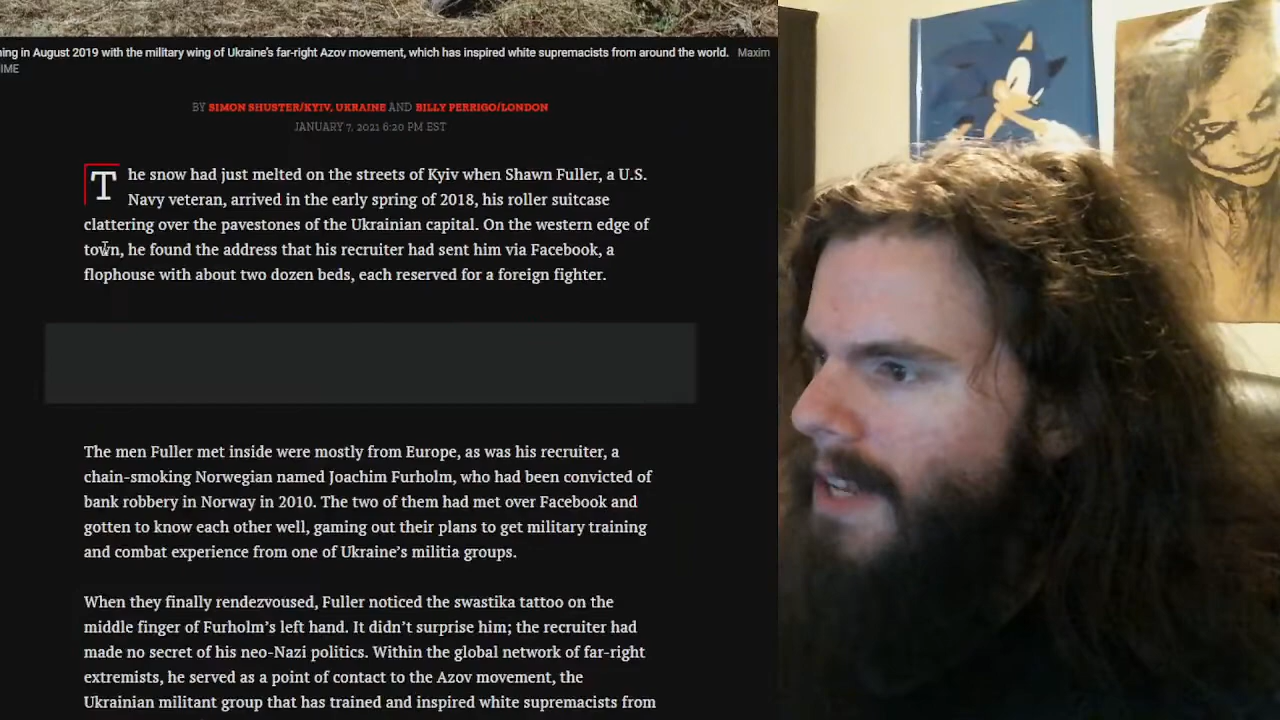 ning in August 2019 with the military wing of Ukraine's far-right Azov movement, which has inspired white supremacists from around the world. Maxim
IME
BY SIMON SHUSTER/KYIV, UKRAINE AND BILLY PERRIGO/LONDON
JANUARY 7, 2021 6:20 PM EST
The snow had just melted on the streets of Kyiv when Shawn Fuller, a U.S.
Navy veteran, arrived in the early spring of 2018, his roller suitcase
clattering over the pavestones of the Ukrainian capital. On the western edge of
town, he found the address that his recruiter had sent him via Facebook, a
flophouse with about two dozen beds, each reserved for a foreign fighter.
The men Fuller met inside were mostly from Europe, as was his recruiter, a
chain-smoking Norwegian named Joachim Furholm, who had been convicted of
bank robbery in Norway in 2010. The two of them had met over Facebook and
gotten to know each other well, gaming out their plans to get military training
and combat experience from one of Ukraine's militia groups.
When they finally rendezvoused, Fuller noticed the swastika tattoo on the
middle finger of Furholm's left hand. It didn't surprise him; the recruiter had
made no secret of his neo-Nazi politics. Within the global network of far-right
extremists, he served as a point of contact to the Azov movement, the
Ukrainian militant group that has trained and inspired white supremacists from